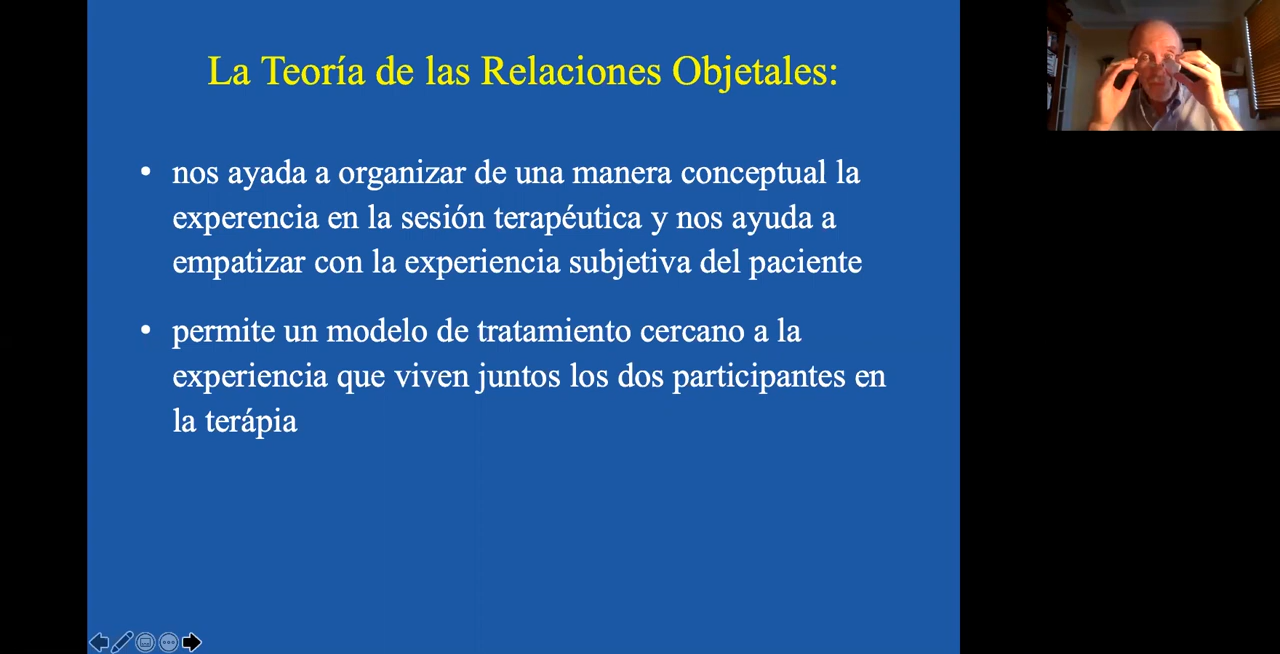 La Teoría de las Relaciones Objetales:
• nos ayada a organizar de una manera conceptual la
experencia en la sesión terapéutica y nos ayuda a
empatizar con la experiencia subjetiva del paciente
• permite un modelo de tratamiento cercano a la
experiencia que viven juntos los dos participantes en
la terápia